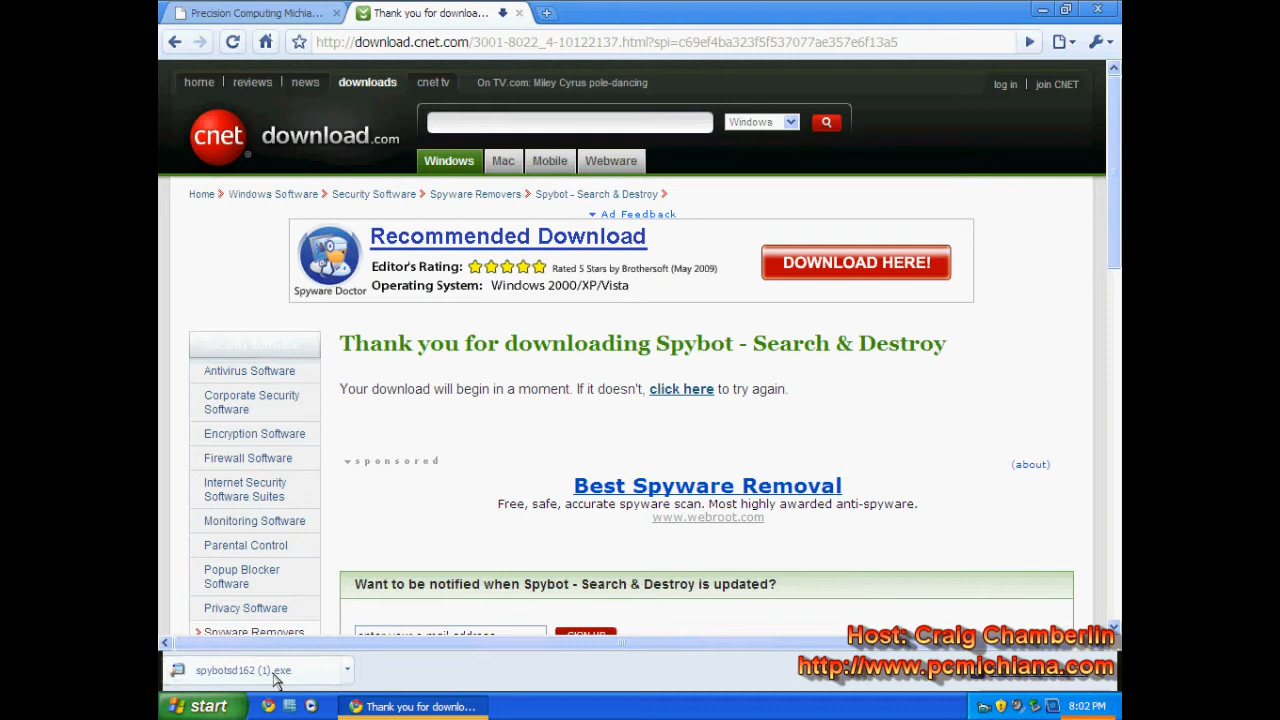 Precision Computing Michia...
Thank you for downloa...
http://download.cnet.com/3001-8022_4-10122137.html?spi=c69ef4ba323f5f537077ae357e6f13a5
home reviews news downloads cnet tv On TV.com: Miley Cyrus pole-dancing
log in join CNET
cnet download.com
Windows
Windows Mac Mobile Webware
Home Windows Software Security Software Spyware Removers Spybot - Search & Destroy
Ad Feedback
Recommended Download
Editor's Rating: Rated 5 Stars by Brothersoft (May 2009)
DOWNLOAD HERE!
Operating System: Windows 2000/XP/Vista
Spyware Doctor
Thank you for downloading Spybot - Search & Destroy
Your download will begin in a moment. If it doesn't, click here to try again.
Antivirus Software
Corporate Security
Software
Encryption Software
Firewall Software
Internet Security
Software Suites
Monitoring Software
Parental Control
Popup Blocker
Software
Privacy Software
Spyware Removers
sponsored
(about)
Best Spyware Removal
Free, safe, accurate spyware scan. Most highly awarded anti-spyware.
www.webroot.com
Want to be notified when Spybot - Search & Destroy is updated?
enter your e-mail address
SIGN UP
Host: Craig Chamberlin
http://www.pcmichiana.com
spybotsd162 (1).exe
start
Thank you for downlo...
8:02 PM